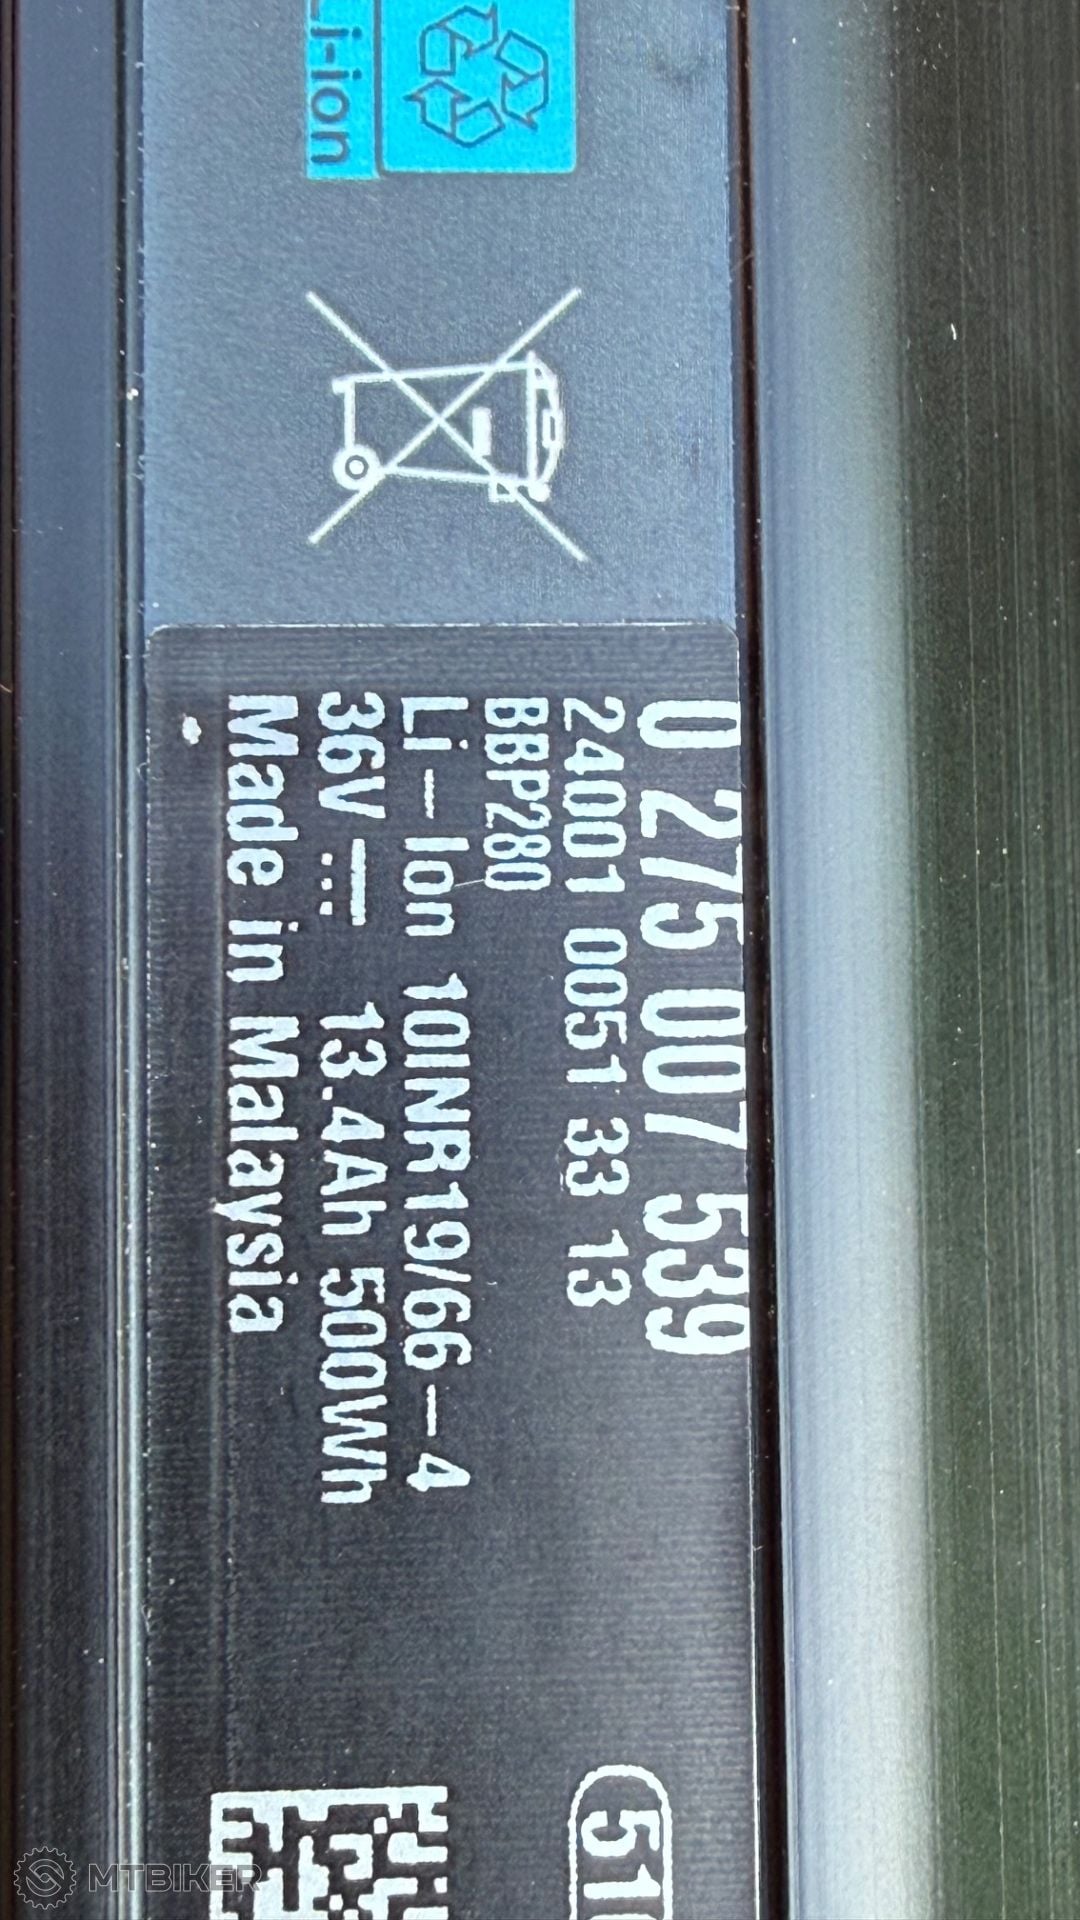 Li-ion
0 275 007 539
24001 0051 33 13
BBP280
Li-Ion 10INR19/66-4
36V 13.4Ah 500Wh
Made in Malaysia
MTBIKER